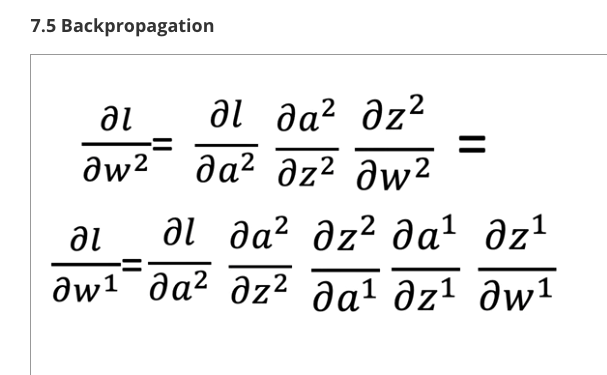 7.5 Backpropagation
∂l/∂w² = ∂l/∂a² ∂a²/∂z² ∂z²/∂w² =
∂l/∂w¹ = ∂l/∂a² ∂a²/∂z² ∂z²/∂a¹ ∂a¹/∂z¹ ∂z¹/∂w¹